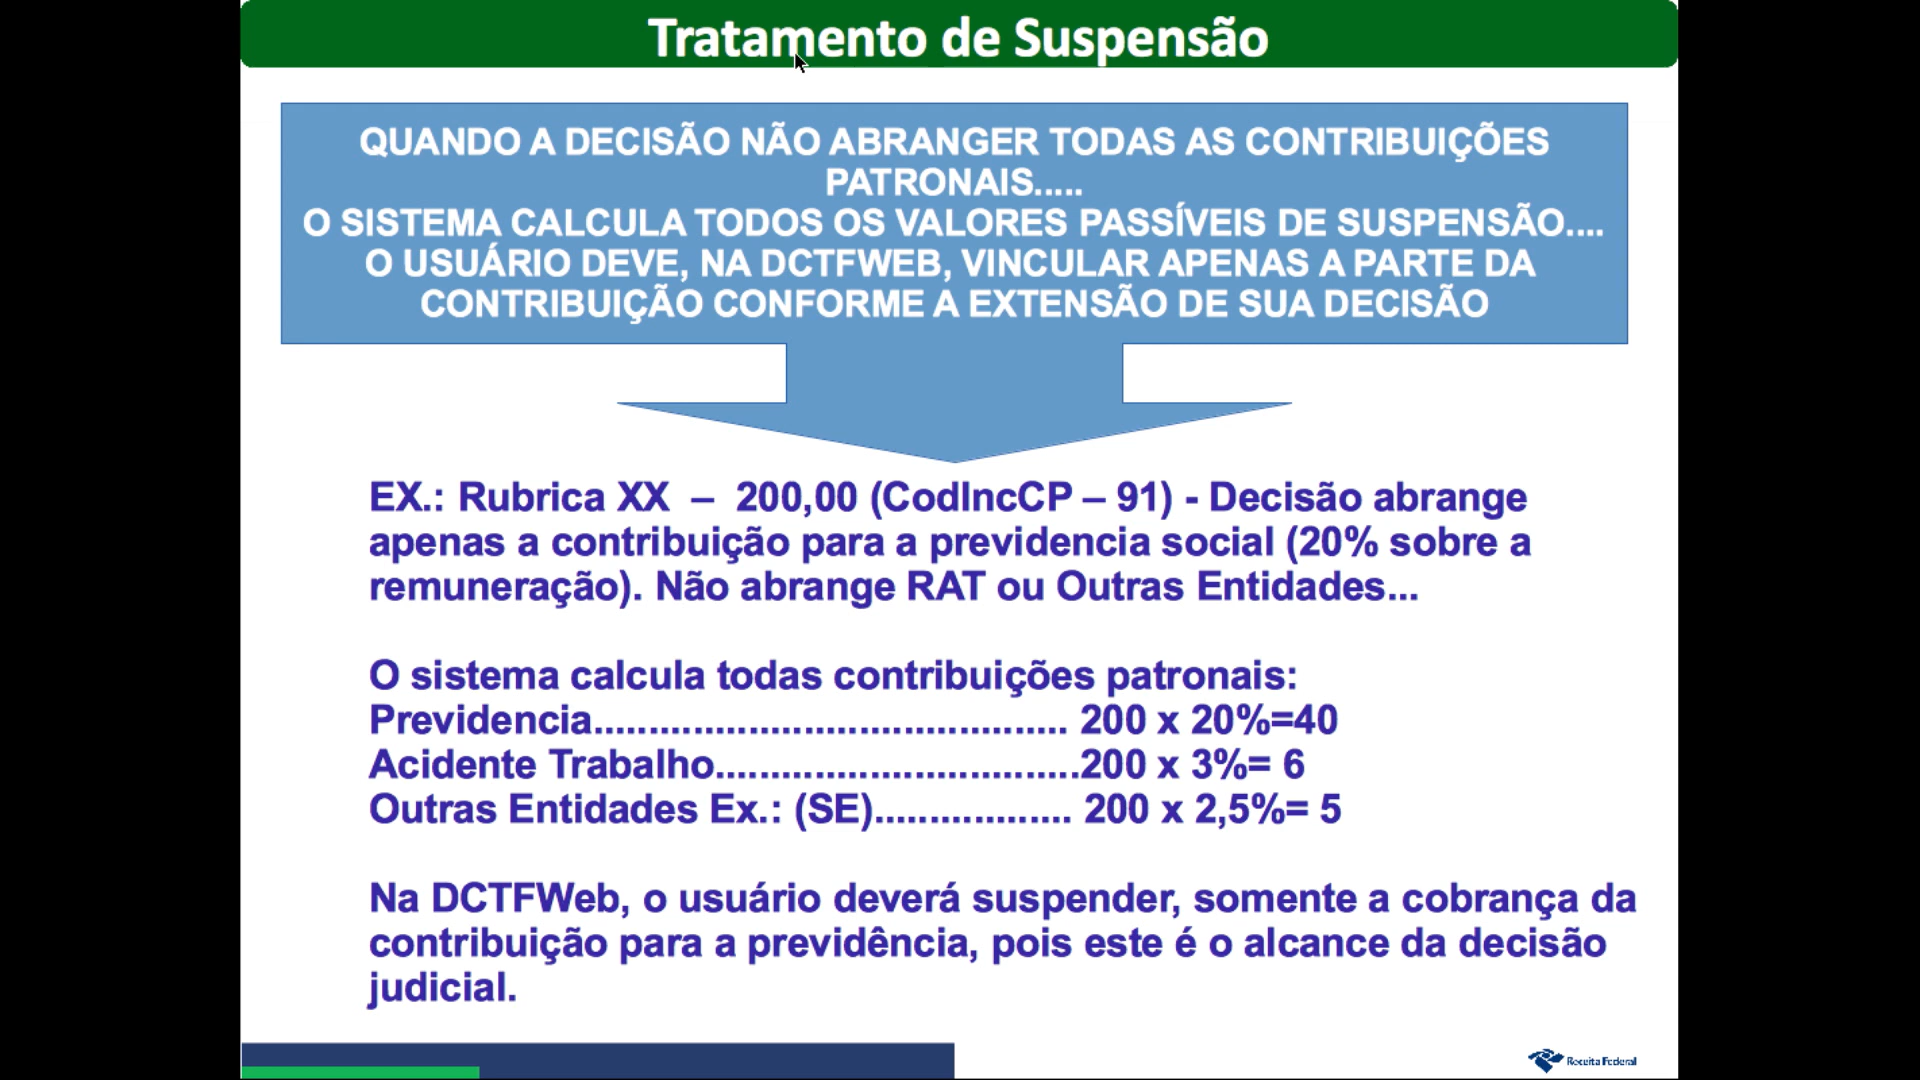 Tratamento de Suspensão
QUANDO A DECISÃO NÃO ABRANGER TODAS AS CONTRIBUIÇÕES
PATRONAIS.....
O SISTEMA CALCULA TODOS OS VALORES PASSÍVEIS DE SUSPENSÃO....
O USUÁRIO DEVE, NA DCTFWEB, VINCULAR APENAS A PARTE DA
CONTRIBUIÇÃO CONFORME A EXTENSÃO DE SUA DECISÃO
EX.: Rubrica XX – 200,00 (CodIncCP – 91) - Decisão abrange
apenas a contribuição para a previdencia social (20% sobre a
remuneração). Não abrange RAT ou Outras Entidades...
O sistema calcula todas contribuições patronais:
Previdencia........................................... 200 x 20%=40
Acidente Trabalho.................................200 x 3%= 6
Outras Entidades Ex.: (SE).................. 200 x 2,5%= 5
Na DCTFWeb, o usuário deverá suspender, somente a cobrança da
contribuição para a previdência, pois este é o alcance da decisão
judicial.
Receita Federal